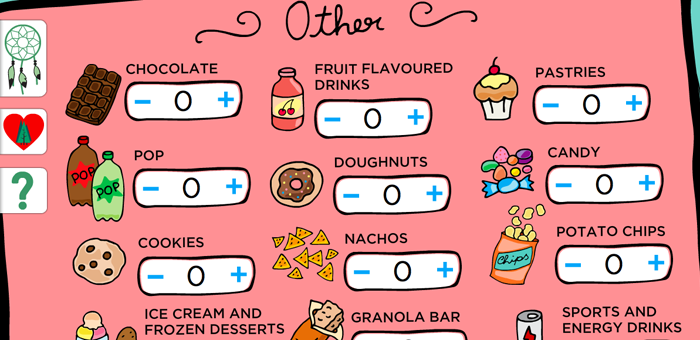 Other
CHOCOLATE
- 0 +
FRUIT FLAVOURED
DRINKS
- 0 +
PASTRIES
- 0 +
POP
POP
POP
- 0 +
DOUGHNUTS
- 0 +
CANDY
- 0 +
COOKIES
- 0 +
NACHOS
- 0 +
POTATO CHIPS
Chips
- 0 +
ICE CREAM AND
FROZEN DESSERTS
GRANOLA BAR
SPORTS AND
ENERGY DRINKS
?